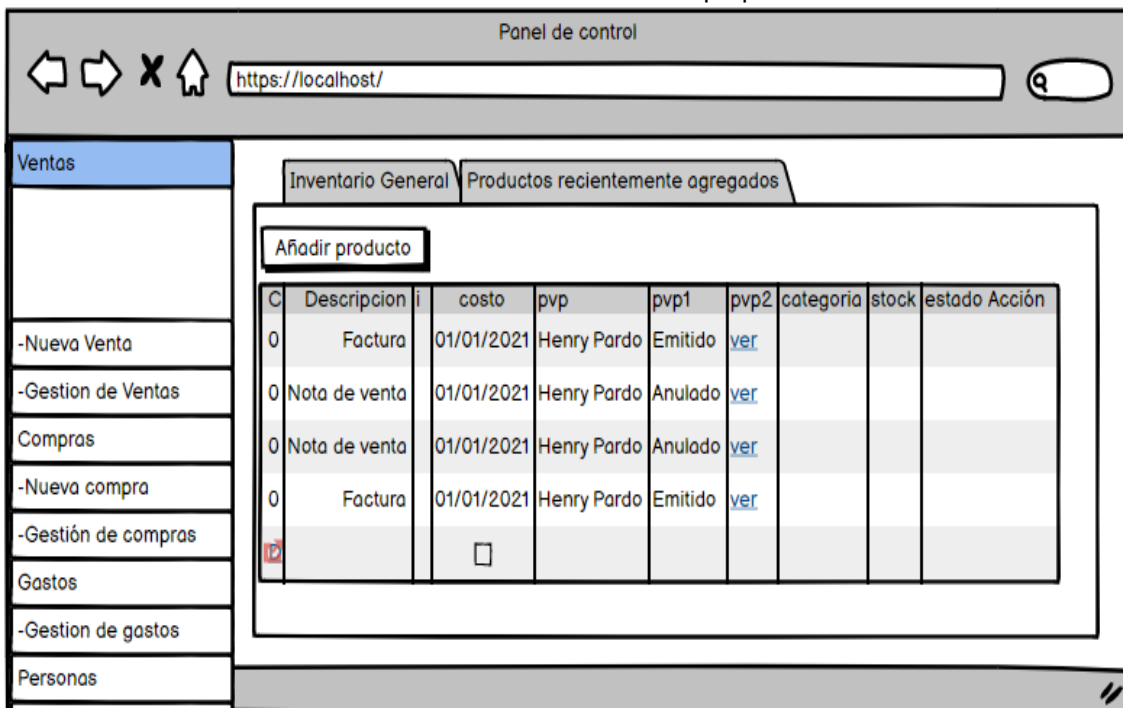 Panel de control
https://localhost/
Ventas
-Nueva Venta
-Gestion de Ventas
Compras
-Nueva compra
-Gestión de compras
Gastos
-Gestion de gastos
Personas
Inventario General Productos recientemente agregados
Añadir producto
C Descripcion i costo pvp pvp1 pvp2 categoria stock estado Acción
0 Factura 01/01/2021 Henry Pardo Emitido ver
0 Nota de venta 01/01/2021 Henry Pardo Anulado ver
0 Nota de venta 01/01/2021 Henry Pardo Anulado ver
0 Factura 01/01/2021 Henry Pardo Emitido ver